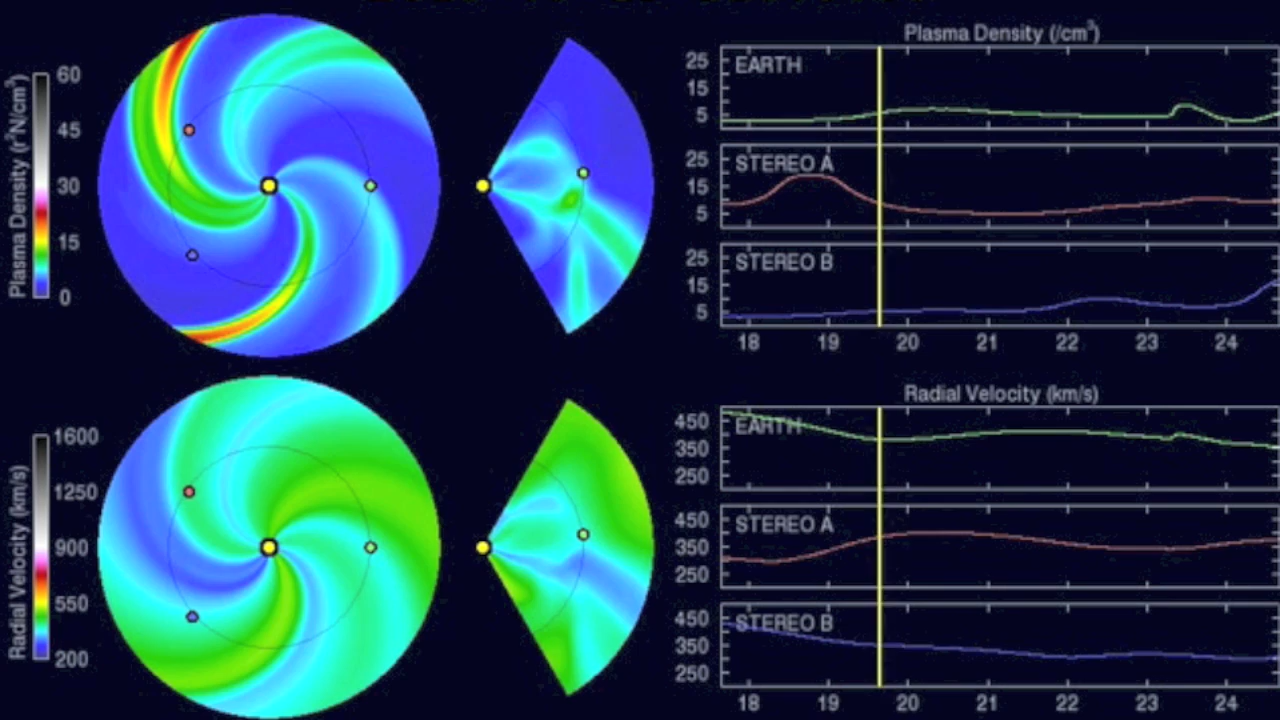 Plasma Density (r²N/cm³)
60
45
30
15
0
Plasma Density (/cm³)
25
15
5
EARTH
25
15
5
STEREO A
25
15
5
STEREO B
18 19 20 21 22 23 24
Radial Velocity (km/s)
1600
1250
900
550
200
Radial Velocity (km/s)
450
350
250
EARTH
450
350
250
STEREO A
450
350
250
STEREO B
18 19 20 21 22 23 24